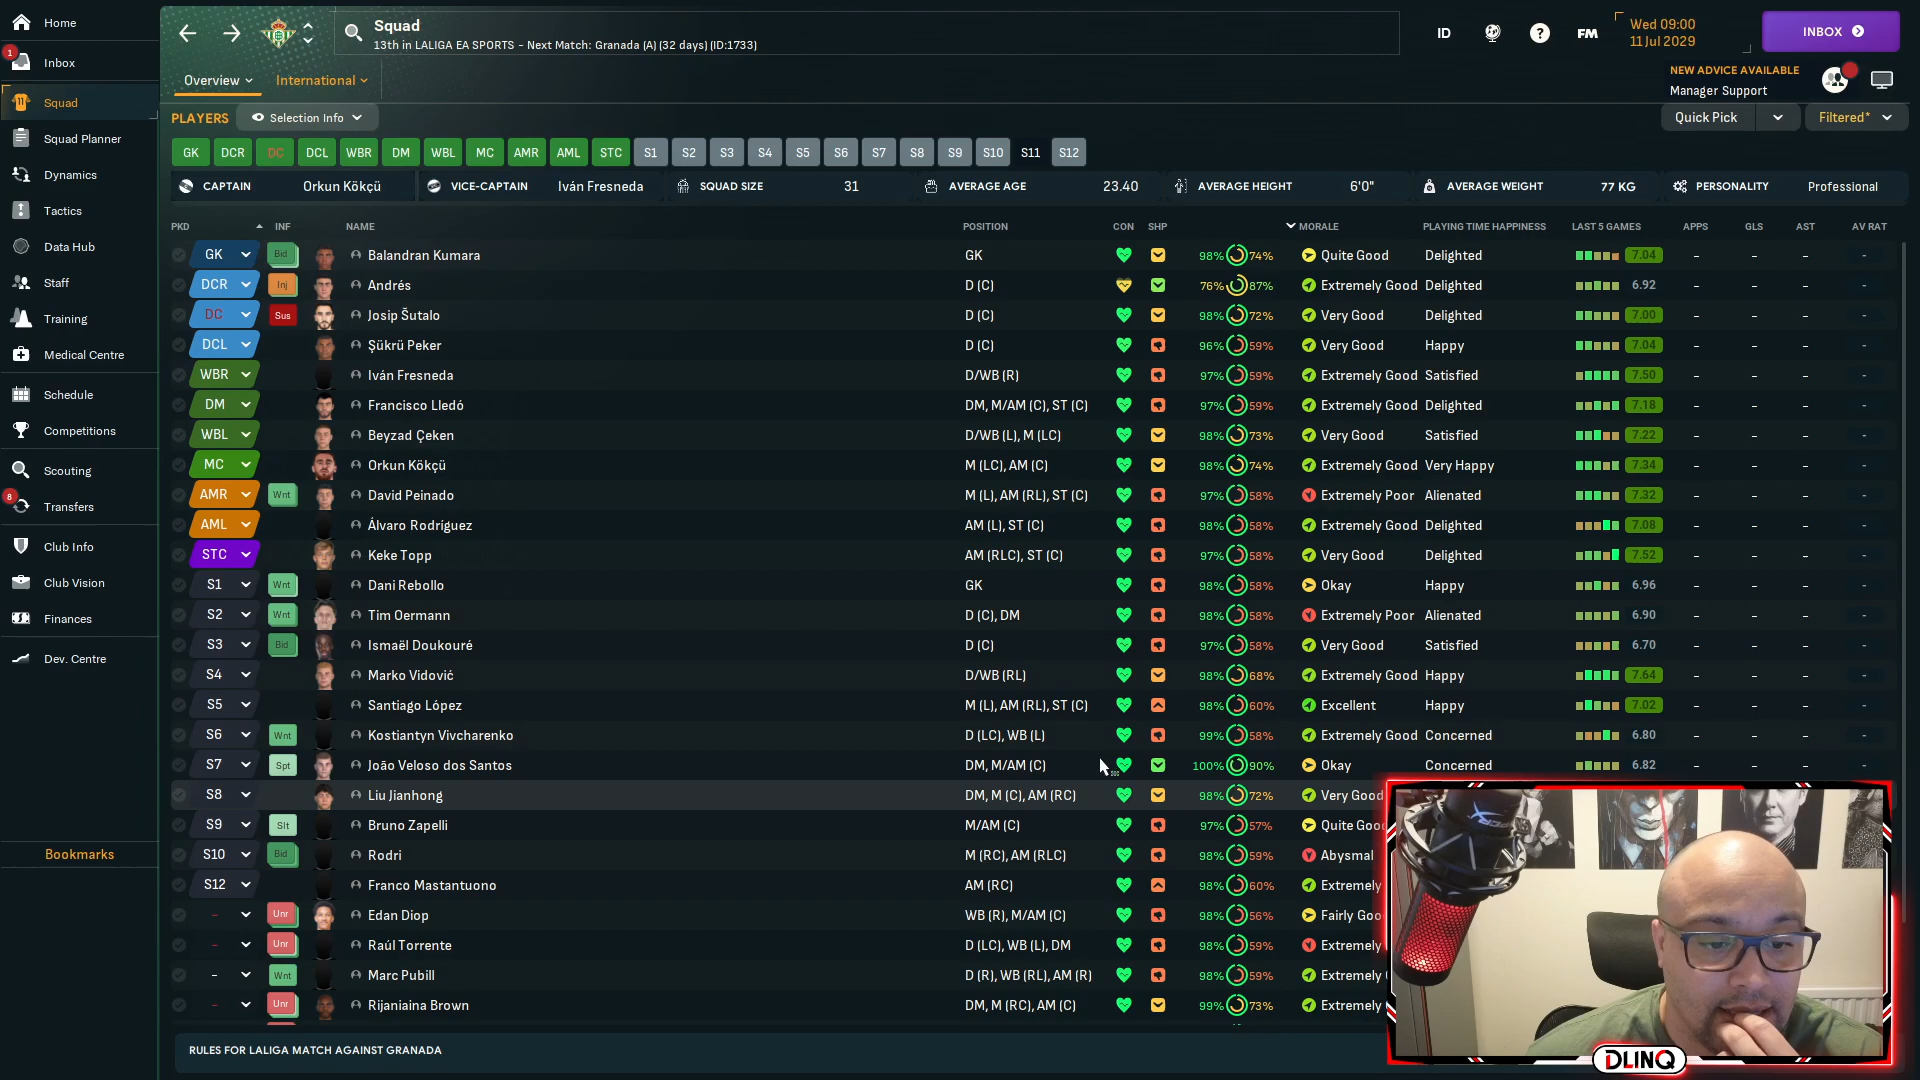 Home
1
Inbox
Squad
Squad Planner
Dynamics
Tactics
Data Hub
Staff
Training
Medical Centre
Schedule
Competitions
Scouting
8
Transfers
Club Info
Club Vision
Finances
Dev. Centre
Bookmarks
Squad
13th in LALIGA EA SPORTS - Next Match: Granada (A) (32 days) (ID:1733)
ID
?
FM
Wed 09:00
11 Jul 2029
INBOX
Overview
International
NEW ADVICE AVAILABLE
Manager Support
PLAYERS
Selection Info
Quick Pick
Filtered*
GK DCR DC DCL WBR DM WBL MC AMR AML STC S1 S2 S3 S4 S5 S6 S7 S8 S9 S10 S11 S12
CAPTAIN Orkun Kökçü VICE-CAPTAIN Iván Fresneda SQUAD SIZE 31 AVERAGE AGE 23.40 AVERAGE HEIGHT 6'0" AVERAGE WEIGHT 77 KG PERSONALITY Professional
PKD INF NAME POSITION CON SHP MORALE PLAYING TIME HAPPINESS LAST 5 GAMES APPS GLS AST AV RAT
GK Bid Balandran Kumara GK 98% 74% Quite Good Delighted 7.04 - - - -
DCR Inj Andrés D (C) 76% 87% Extremely Good Delighted 6.92 - - - -
DC Sus Josip Šutalo D (C) 98% 72% Very Good Delighted 7.00 - - - -
DCL Şükrü Peker D (C) 96% 59% Very Good Happy 7.04 - - - -
WBR Iván Fresneda D/WB (R) 97% 59% Extremely Good Satisfied 7.50 - - - -
DM Francisco Lledó DM, M/AM (C), ST (C) 97% 59% Extremely Good Delighted 7.18 - - - -
WBL Beyzad Çeken D/WB (L), M (LC) 98% 73% Very Good Satisfied 7.22 - - - -
MC Orkun Kökçü M (LC), AM (C) 98% 74% Extremely Good Very Happy 7.34 - - - -
AMR Wnt David Peinado M (L), AM (RL), ST (C) 97% 58% Extremely Poor Alienated 7.32 - - - -
AML Álvaro Rodríguez AM (L), ST (C) 98% 58% Extremely Good Delighted 7.08 - - - -
STC Keke Topp AM (RLC), ST (C) 97% 58% Very Good Delighted 7.52 - - - -
S1 Wnt Dani Rebollo GK 98% 58% Okay Happy 6.96 - - - -
S2 Wnt Tim Oermann D (C), DM 98% 58% Extremely Poor Alienated 6.90 - - - -
S3 Bid Ismaël Doukouré D (C) 97% 58% Very Good Satisfied 6.70 - - - -
S4 Marko Vidović D/WB (RL) 98% 68% Extremely Good Happy 7.64 - - - -
S5 Santiago López M (L), AM (RL), ST (C) 98% 60% Excellent Happy 7.02 - - - -
S6 Wnt Kostiantyn Vivcharenko D (LC), WB (L) 99% 58% Extremely Good Concerned 6.80 - - - -
S7 Spt João Veloso dos Santos DM, M/AM (C) 100% 90% Okay Concerned 6.82 - - - -
S8 Liu Jianhong DM, M (C), AM (RC) 98% 72% Very Good
S9 Slt Bruno Zapelli M/AM (C) 97% 57% Quite Goo
S10 Bid Rodri M (RC), AM (RLC) 98% 59% Abysmal
S12 Franco Mastantuono AM (RC) 98% 60% Extremely
- Unr Edan Diop WB (R), M/AM (C) 98% 56% Fairly Goo
- Unr Raúl Torrente D (LC), WB (L), DM 98% 59% Extremely
- Wnt Marc Pubill D (R), WB (RL), AM (R) 98% 59% Extremely
- Unr Rijaniaina Brown DM, M (RC), AM (C) 99% 73% Extremely
RULES FOR LALIGA MATCH AGAINST GRANADA
DLINQ